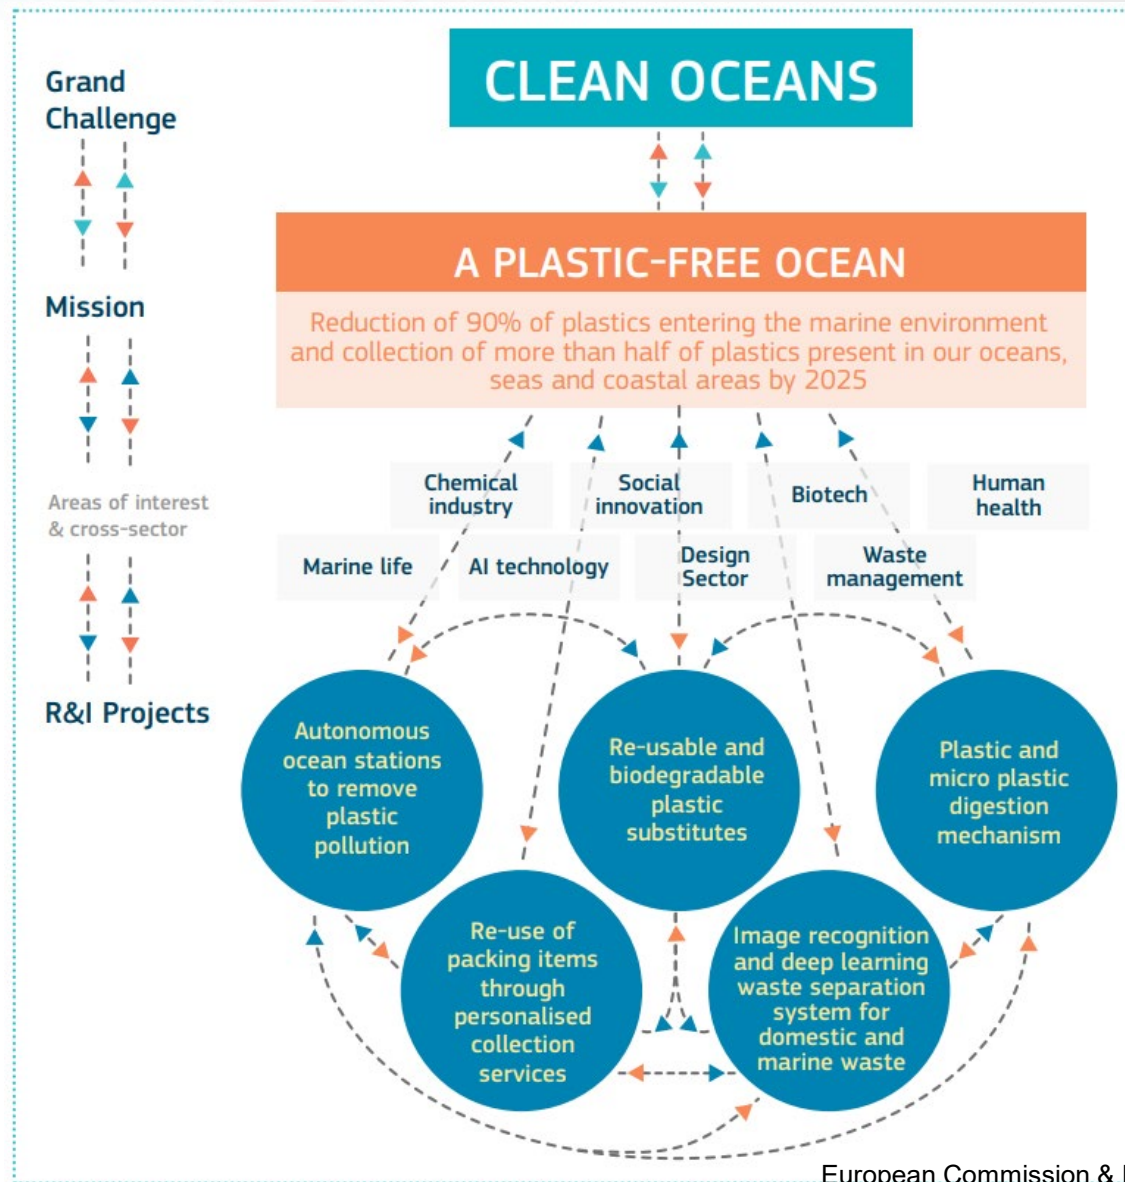 Grand
Challenge
CLEAN OCEANS
Mission
A PLASTIC-FREE OCEAN
Reduction of 90% of plastics entering the marine environment
and collection of more than half of plastics present in our oceans,
seas and coastal areas by 2025
Areas of interest
& cross-sector
Chemical
industry
Social
innovation
Biotech
Human
health
Marine life
AI technology
Design
Sector
Waste
management
R&I Projects
Autonomous
ocean stations
to remove
plastic
pollution
Re-usable and
biodegradable
plastic
substitutes
Plastic and
micro plastic
digestion
mechanism
Re-use of
packing items
through
personalised
collection
services
Image recognition
and deep learning
waste separation
system for
domestic and
marine waste
European Commission &